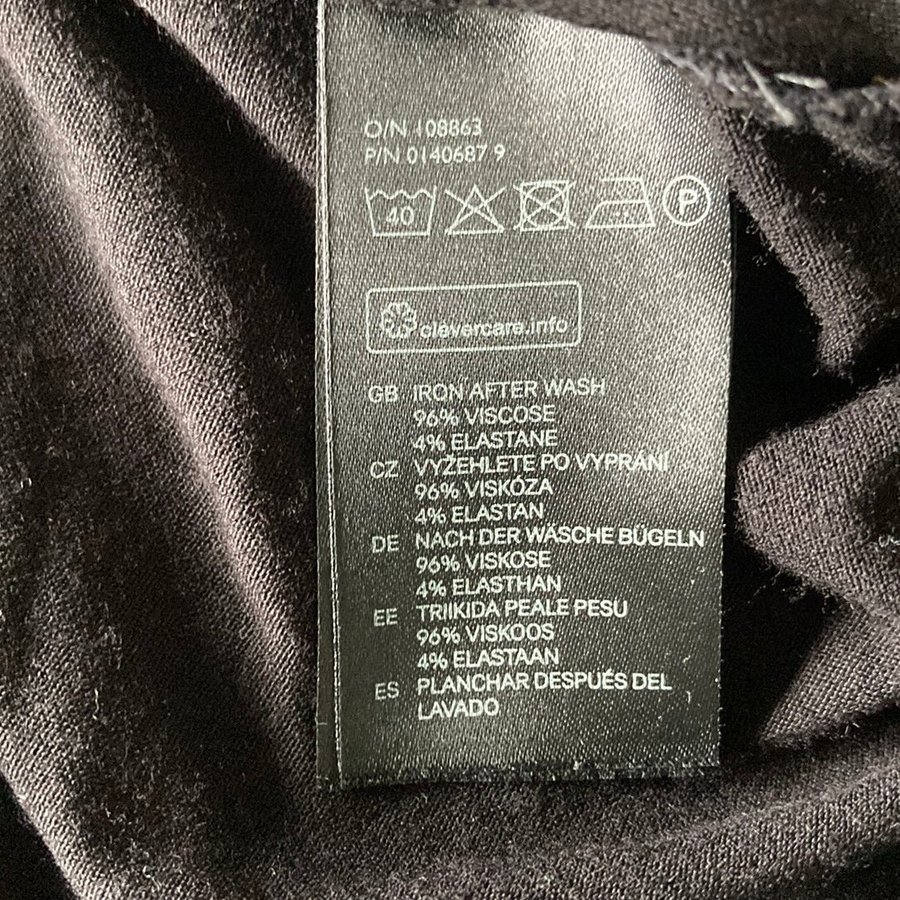 O/N 108863
P/N 0140687 9
40 P
clevercare.info
GB IRON AFTER WASH
96% VISCOSE
4% ELASTANE
CZ VYŽEHLETE PO VYPRÁNÍ
96% VISKÓZA
4% ELASTAN
DE NACH DER WÄSCHE BÜGELN
96% VISKOSE
4% ELASTHAN
EE TRIIKIDA PEALE PESU
96% VISKOOS
4% ELASTAAN
ES PLANCHAR DESPUÉS DEL
LAVADO